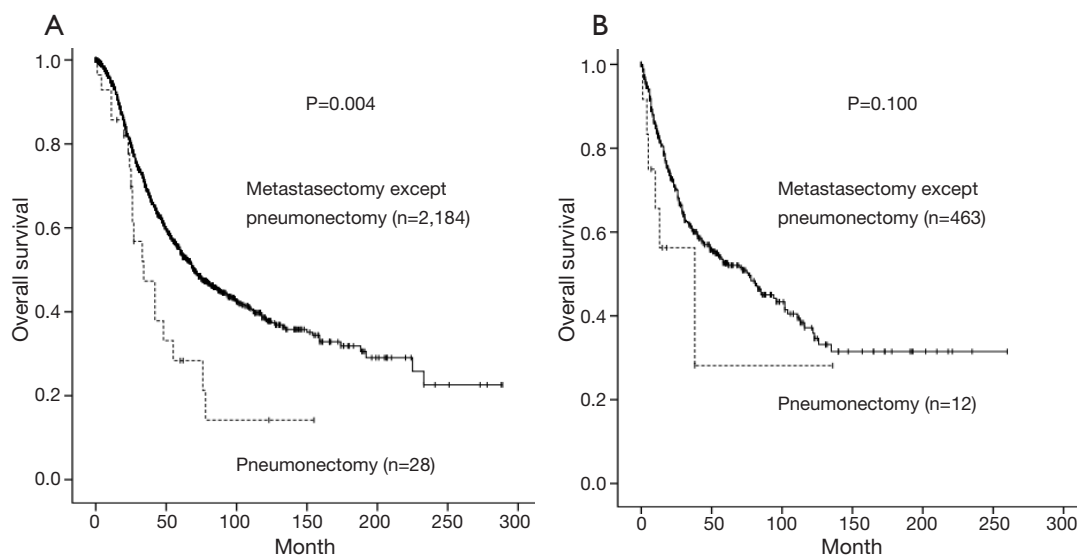 A
1.0
0.8
0.6
0.4
0.2
0.0
Overall survival
P=0.004
Metastasectomy except
pneumonectomy (n=2,184)
Pneumonectomy (n=28)
0 50 100 150 200 250 300
Month
B
1.0
0.8
0.6
0.4
0.2
0.0
Overall survival
P=0.100
Metastasectomy except
pneumonectomy (n=463)
Pneumonectomy (n=12)
0 50 100 150 200 250 300
Month